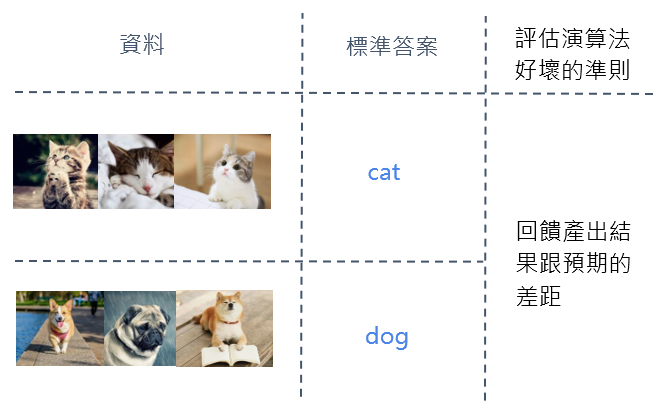 資料
標準答案
評估演算法
好壞的準則
cat
回饋產出結
果跟預期的
差距
dog